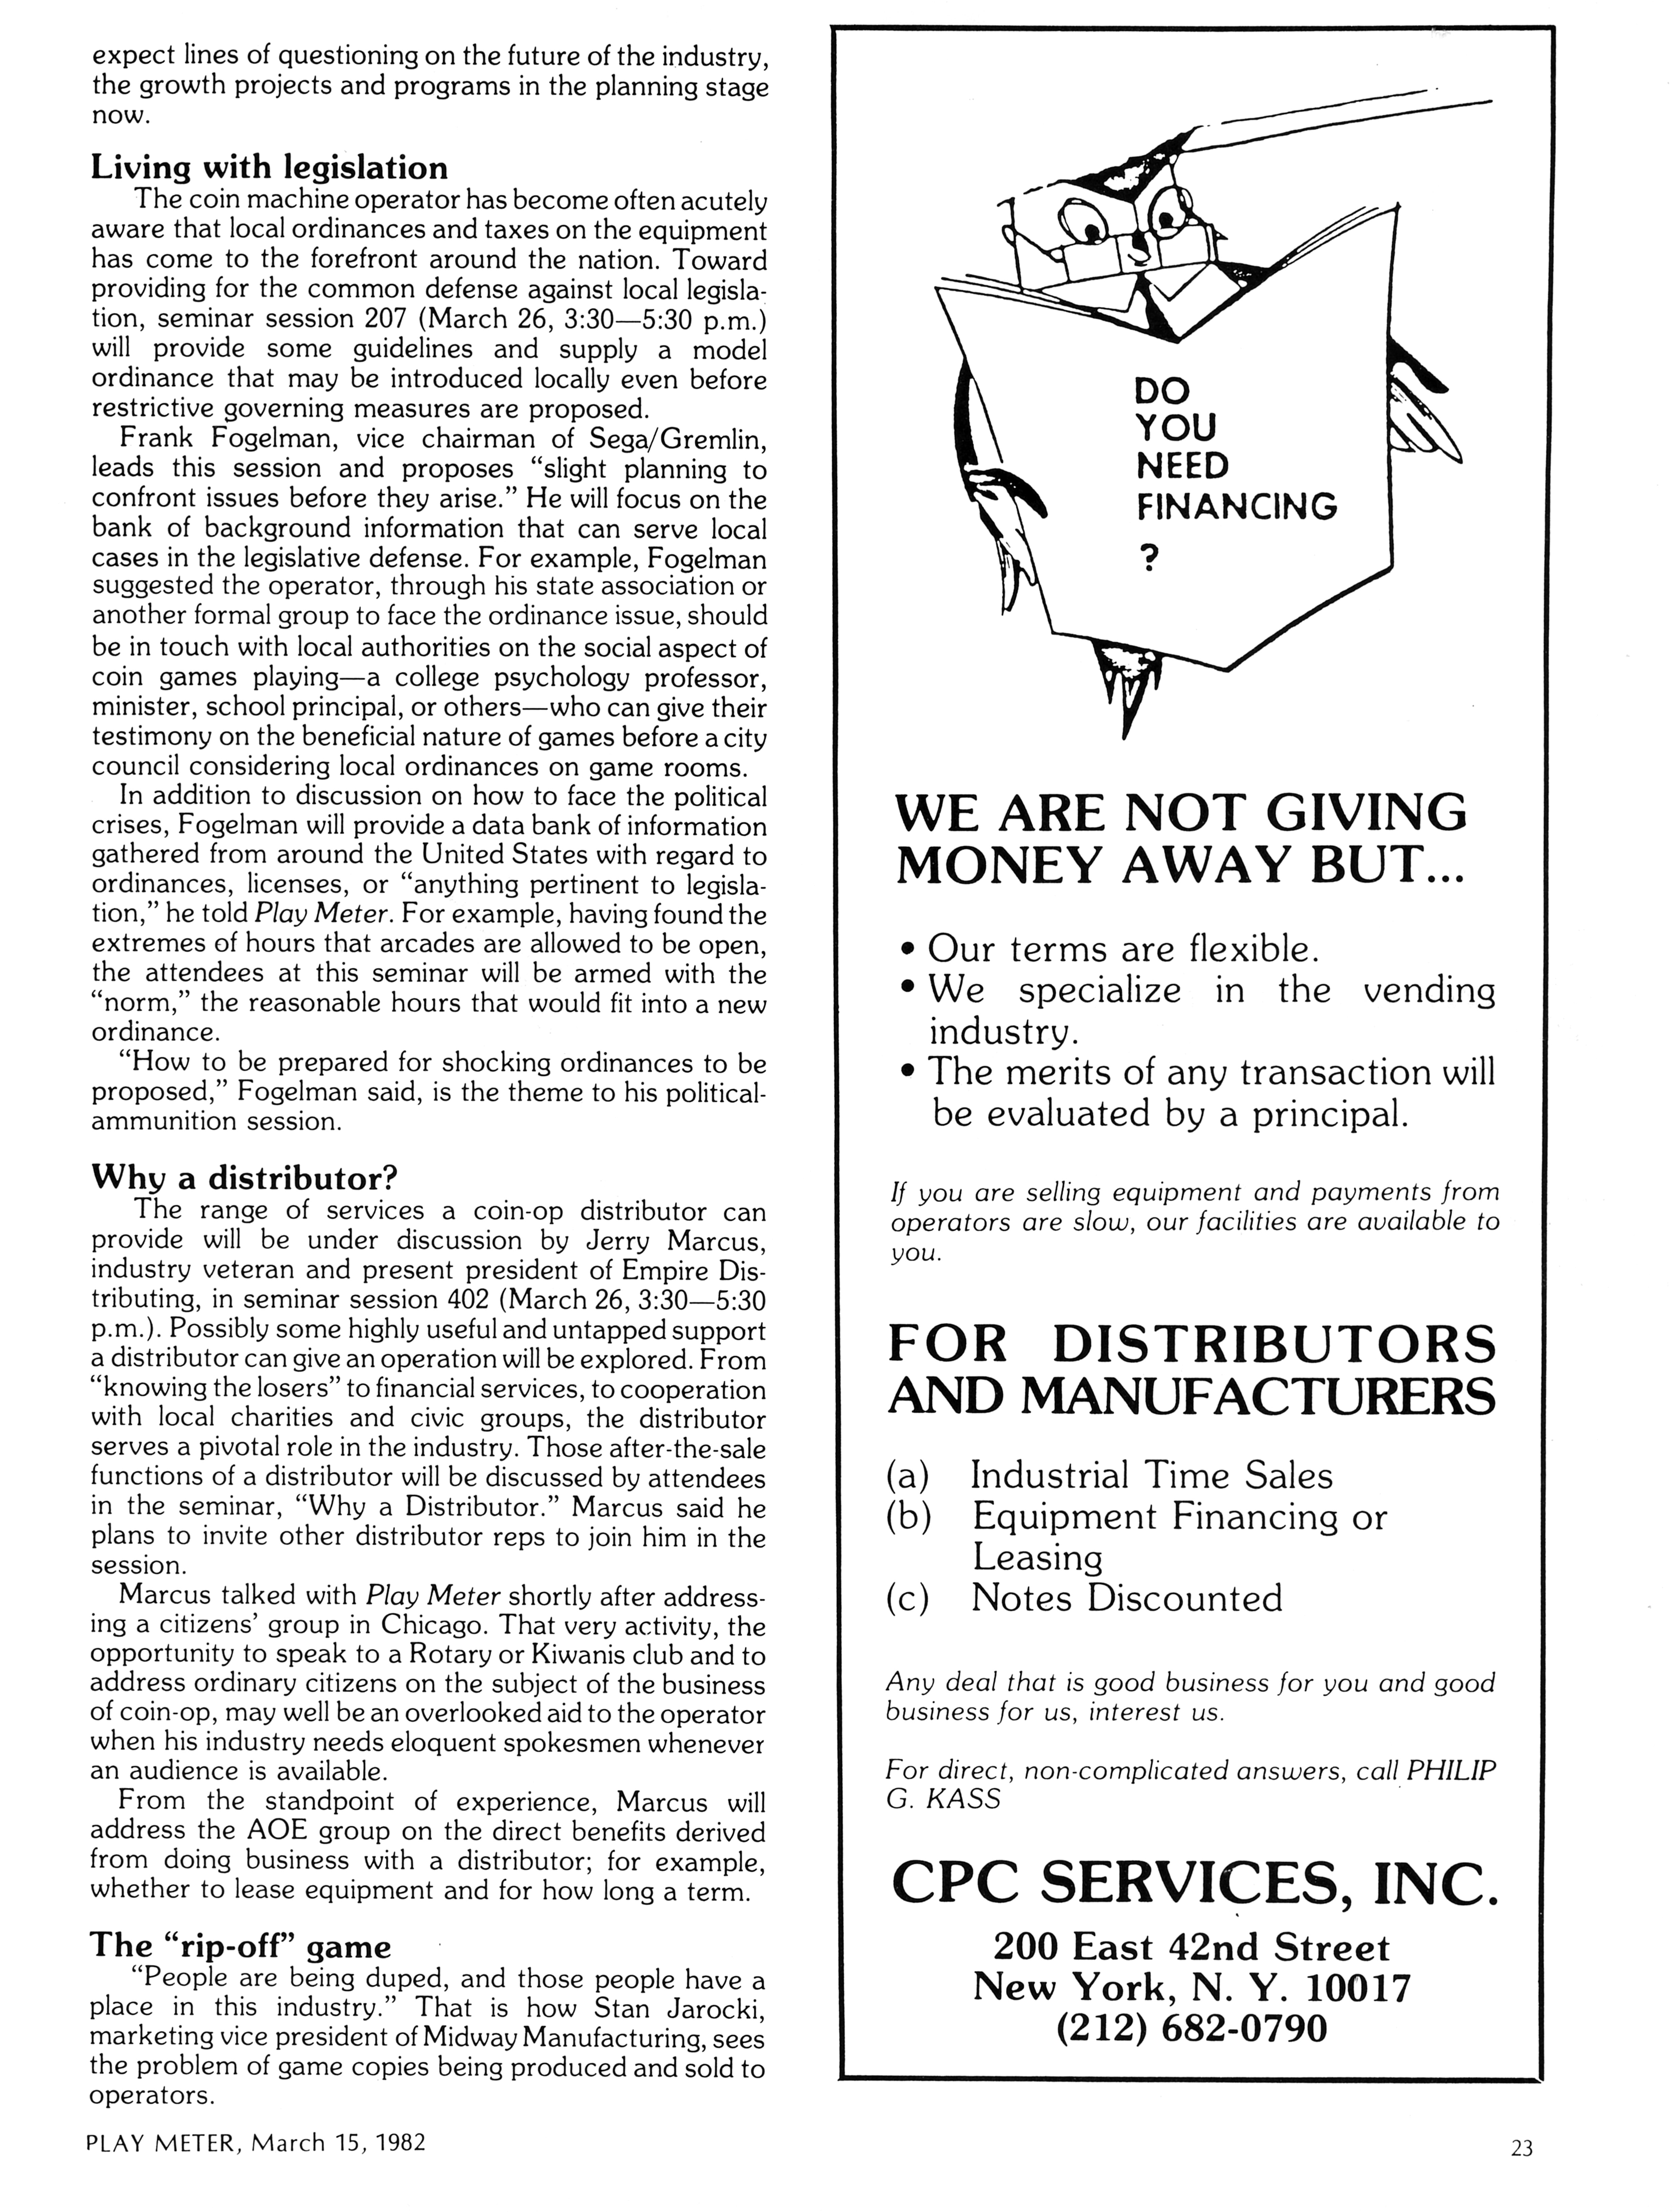 expect lines of questioning on the future of the industry,
the growth projects and programs in the planning stage
now.
Living with legislation
The coin machine operator has become often acutely
aware that local ordinances and taxes on the equipment
has come to the forefront around the nation. Toward
providing for the common defense against local legisla-
tion, seminar session 207 (March 26, 3:30—5:30 p.m.)
will provide some guidelines and supply a model
ordinance that may be introduced locally even before
restrictive governing measures are proposed.
Frank Fogelman, vice chairman of Sega/Gremlin,
leads this session and proposes “slight planning to
confront issues before they arise.” He will focus on the
bank of background information that can serve local
cases in the legislative defense. For example, Fogelman
suggested the operator, through his state association or
another formal group to face the ordinance issue, should
be in touch with local authorities on the social aspect of
coin games playing—a college psychology professor,
minister, school principal, or others—who can give their
testimony on the beneficial nature of games before a city
council considering local ordinances on game rooms.
In addition to discussion on how to face the political
crises, Fogelman will provide a data bank of information
gathered from around the United States with regard to
ordinances, licenses, or “anything pertinent to legisla-
tion,” he told Play Meter. For example, having found the
extremes of hours that arcades are allowed to be open,
the attendees at this seminar will be armed with the
“norm,” the reasonable hours that would fit into a new
ordinance.
“How to be prepared for shocking ordinances to be
proposed,” Fogelman said, is the theme to his political-
ammunition session.
Why a distributor?
The range of services a coin-op distributor can
provide will be under discussion by Jerry Marcus,
industry veteran and present president of Empire Dis-
tributing, in seminar session 402 (March 26, 3:30—5:30
p.m.). Possibly some highly useful and untapped support
a distributor can give an operation will be explored. From
“knowing the losers” to financial services, to cooperation
with local charities and civic groups, the distributor
serves a pivotal role in the industry. Those after-the-sale
functions of a distributor will be discussed by attendees
in the seminar, “Why a Distributor.” Marcus said he
plans to invite other distributor reps to join him in the
session.
Marcus talked with Play Meter shortly after address-
ing a citizens’ group in Chicago. That very activity, the
opportunity to speak to a Rotary or Kiwanis club and to
address ordinary citizens on the subject of the business
of coin-op, may well be an overlooked aid to the operator
when his industry needs eloquent spokesmen whenever
an audience is available.
From the standpoint of experience, Marcus will
address the AOE group on the direct benefits derived
from doing business with a distributor; for example,
whether to lease equipment and for how long a term.
The “rip-off” game
“People are being duped, and those people have a
place in this industry.” That is how Stan Jarocki,
marketing vice president of Midway Manufacturing, sees
the problem of game copies being produced and sold to
operators.
DO
YOU
NEED
FINANCING
?
WE ARE NOT GIVING
MONEY AWAY BUT...
• Our terms are flexible.
• We specialize in the vending
industry.
• The merits of any transaction will
be evaluated by a principal.
If you are selling equipment and payments from
operators are slow, our facilities are available to
you.
FOR DISTRIBUTORS
AND MANUFACTURERS
(a) Industrial Time Sales
(b) Equipment Financing or
Leasing
(c) Notes Discounted
Any deal that is good business for you and good
business for us, interest us.
For direct, non-complicated answers, call PHILIP
G. KASS
CPC SERVICES, INC.
200 East 42nd Street
New York, N. Y. 10017
(212) 682-0790
PLAY METER, March 15, 1982
23